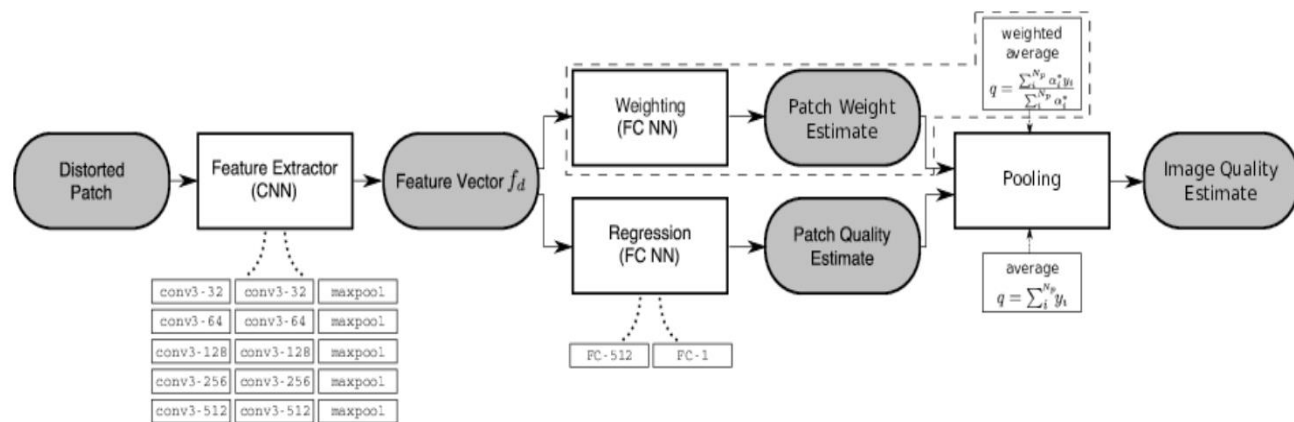 weighted
average
q = \frac{\sum_i^{N_p} \alpha_i^* y_i}{\sum_i^{N_p} \alpha_i^*}
Weighting
(FC NN)
Patch Weight
Estimate
Distorted
Patch
Feature Extractor
(CNN)
Feature Vector f_d
Pooling
Image Quality
Estimate
Regression
(FC NN)
Patch Quality
Estimate
average
q = \sum_i^{N_p} y_i
conv3-32 conv3-32 maxpool
conv3-64 conv3-64 maxpool
conv3-128 conv3-128 maxpool
conv3-256 conv3-256 maxpool
conv3-512 conv3-512 maxpool
FC-512 FC-1